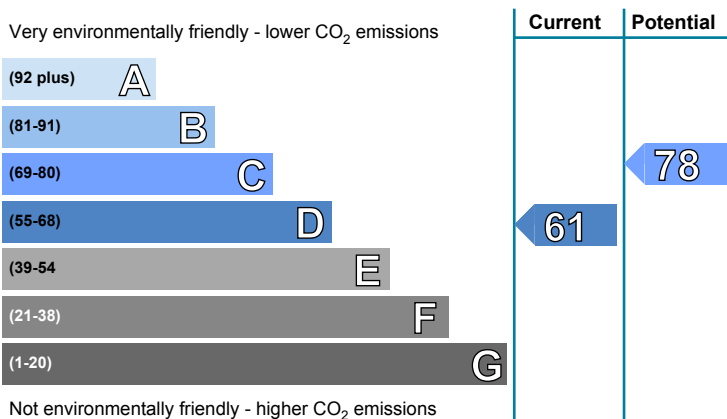 Very environmentally friendly - lower CO2 emissions
Current Potential
(92 plus) A
(81-91) B
(69-80) C
78
(55-68) D
61
(39-54 E
(21-38) F
(1-20) G
Not environmentally friendly - higher CO2 emissions